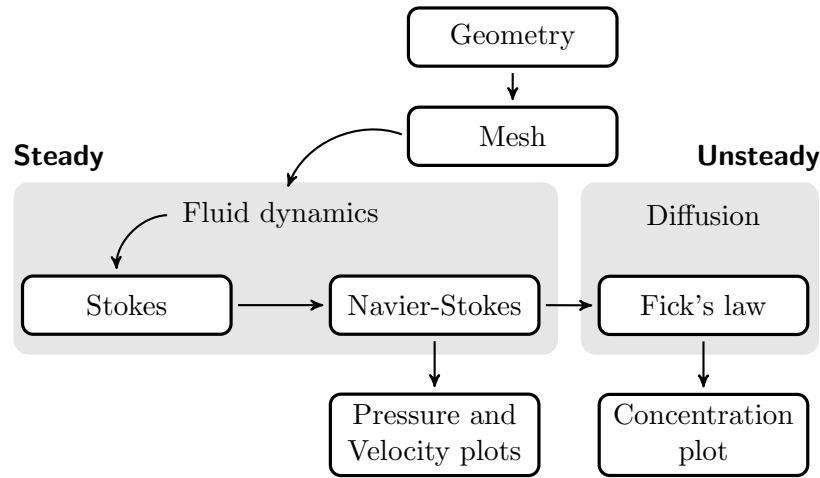 Geometry
Mesh
Steady
Unsteady
Fluid dynamics
Diffusion
Stokes
Navier-Stokes
Fick's law
Pressure and
Velocity plots
Concentration
plot